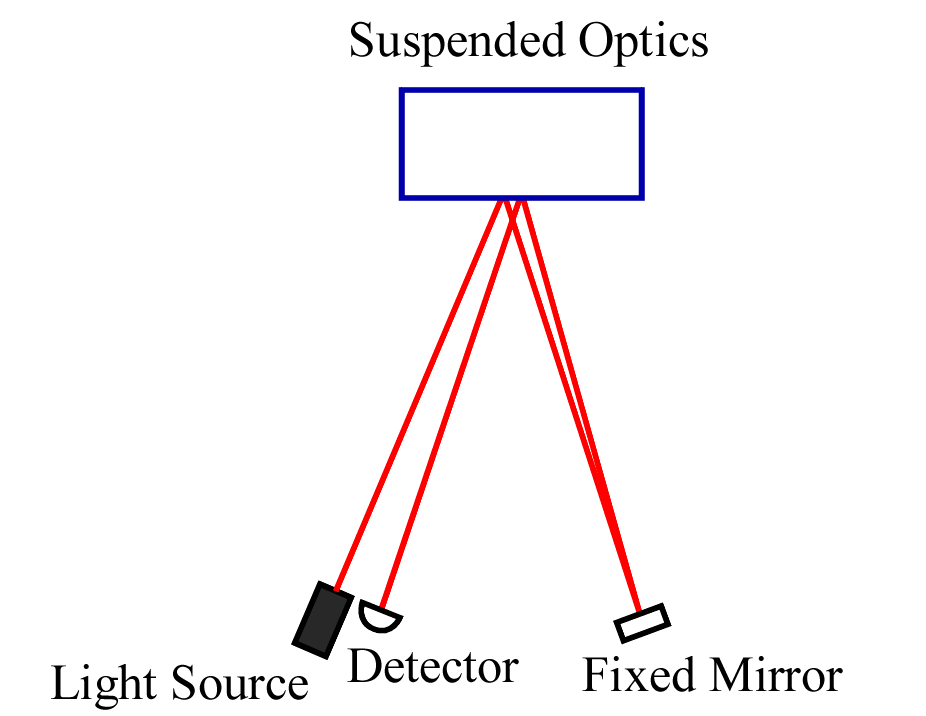 Suspended Optics
Light Source
Detector
Fixed Mirror